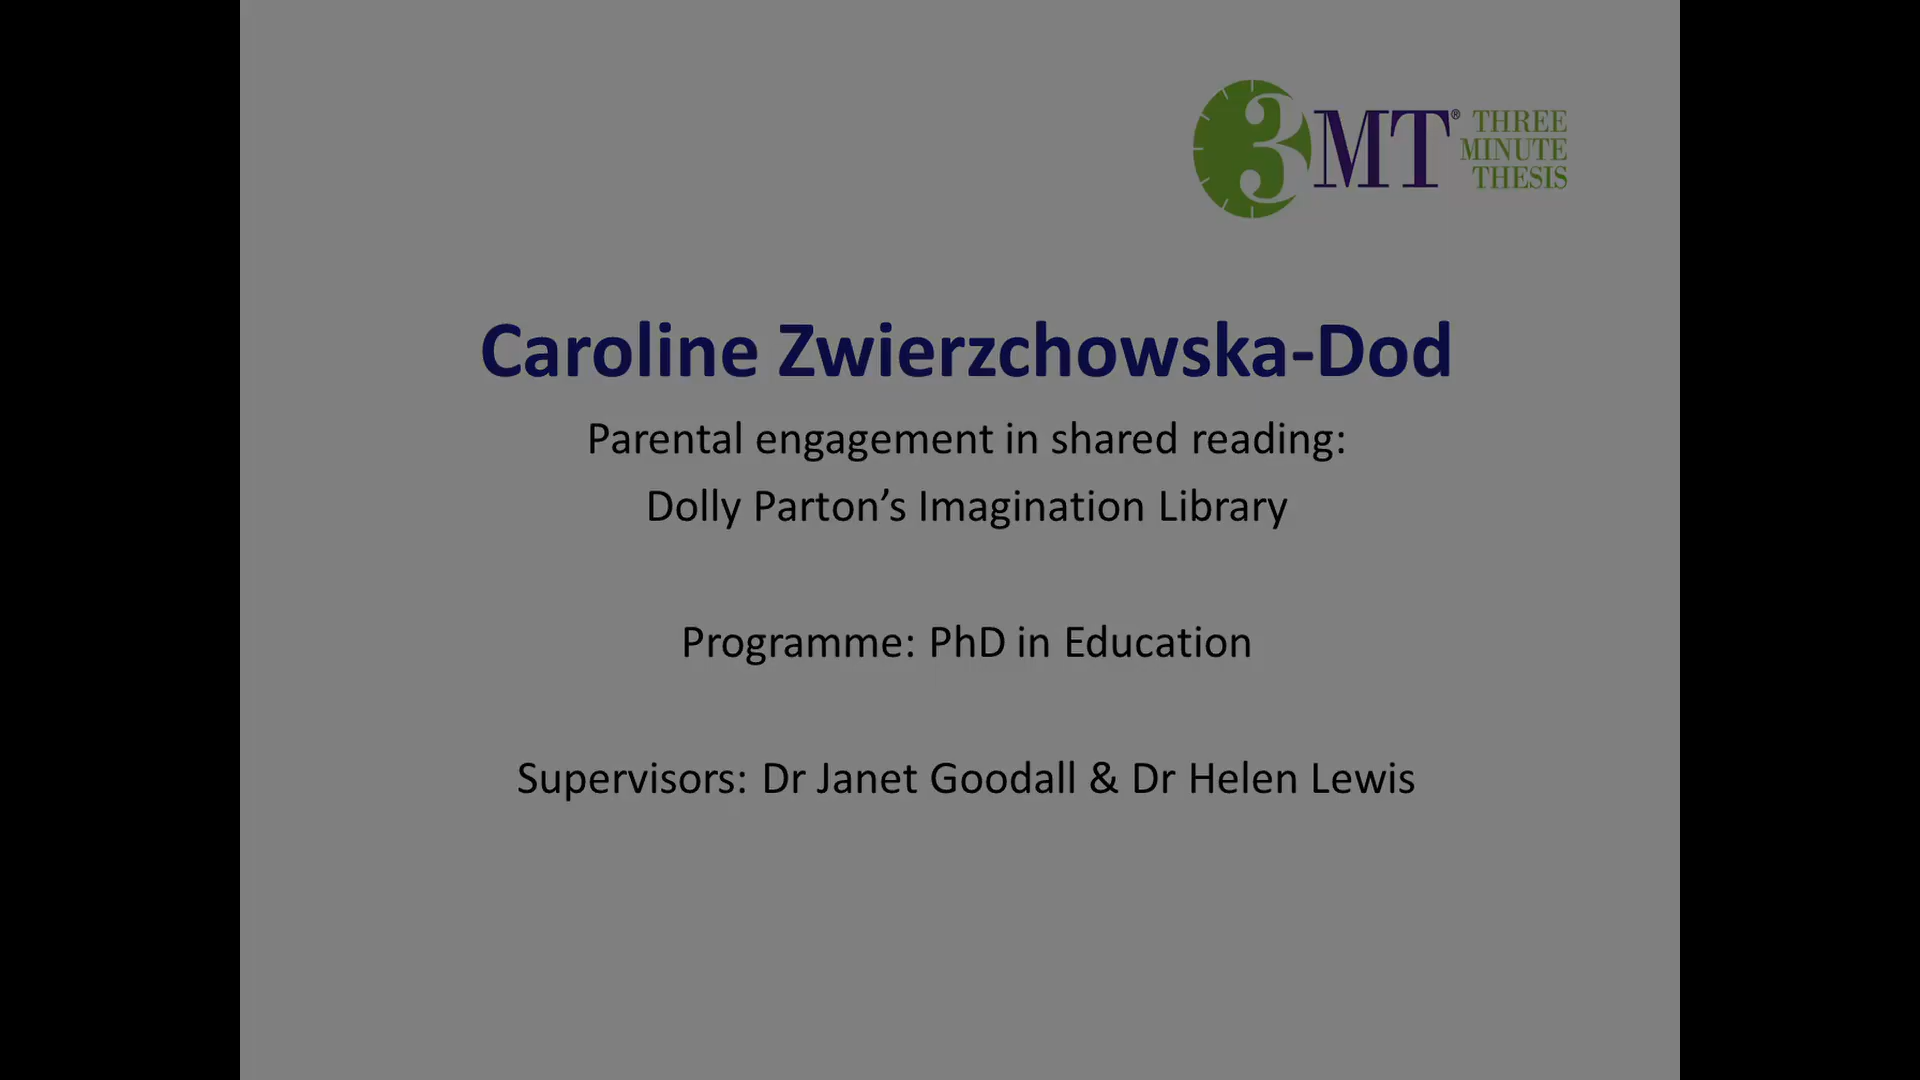 3MT® THREE
MINUTE
THESIS
Caroline Zwierzchowska-Dod
Parental engagement in shared reading:
Dolly Parton’s Imagination Library
Programme: PhD in Education
Supervisors: Dr Janet Goodall & Dr Helen Lewis